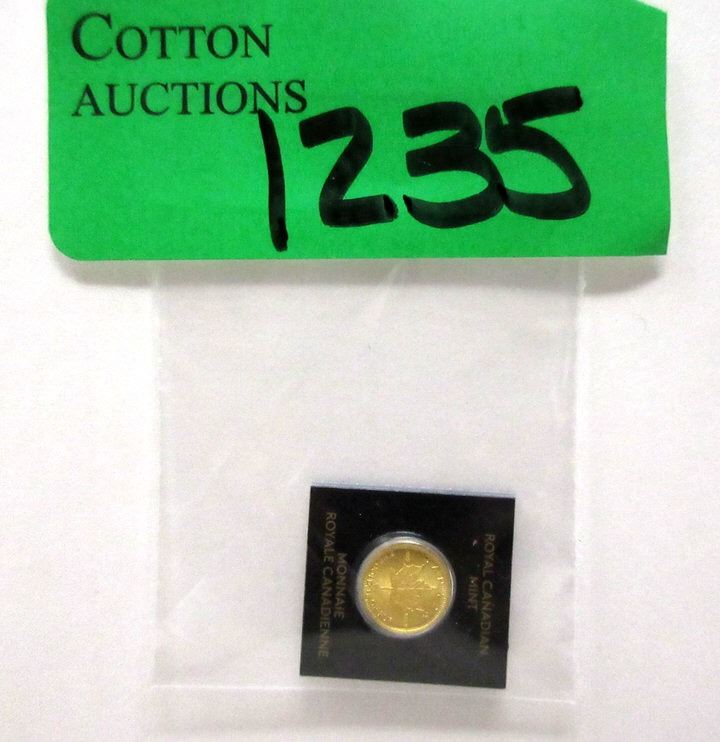 COTTON
AUCTIONS
1235
MONNAIE
ROYALE CANADIENNE
ROYAL CANADIAN
MINT